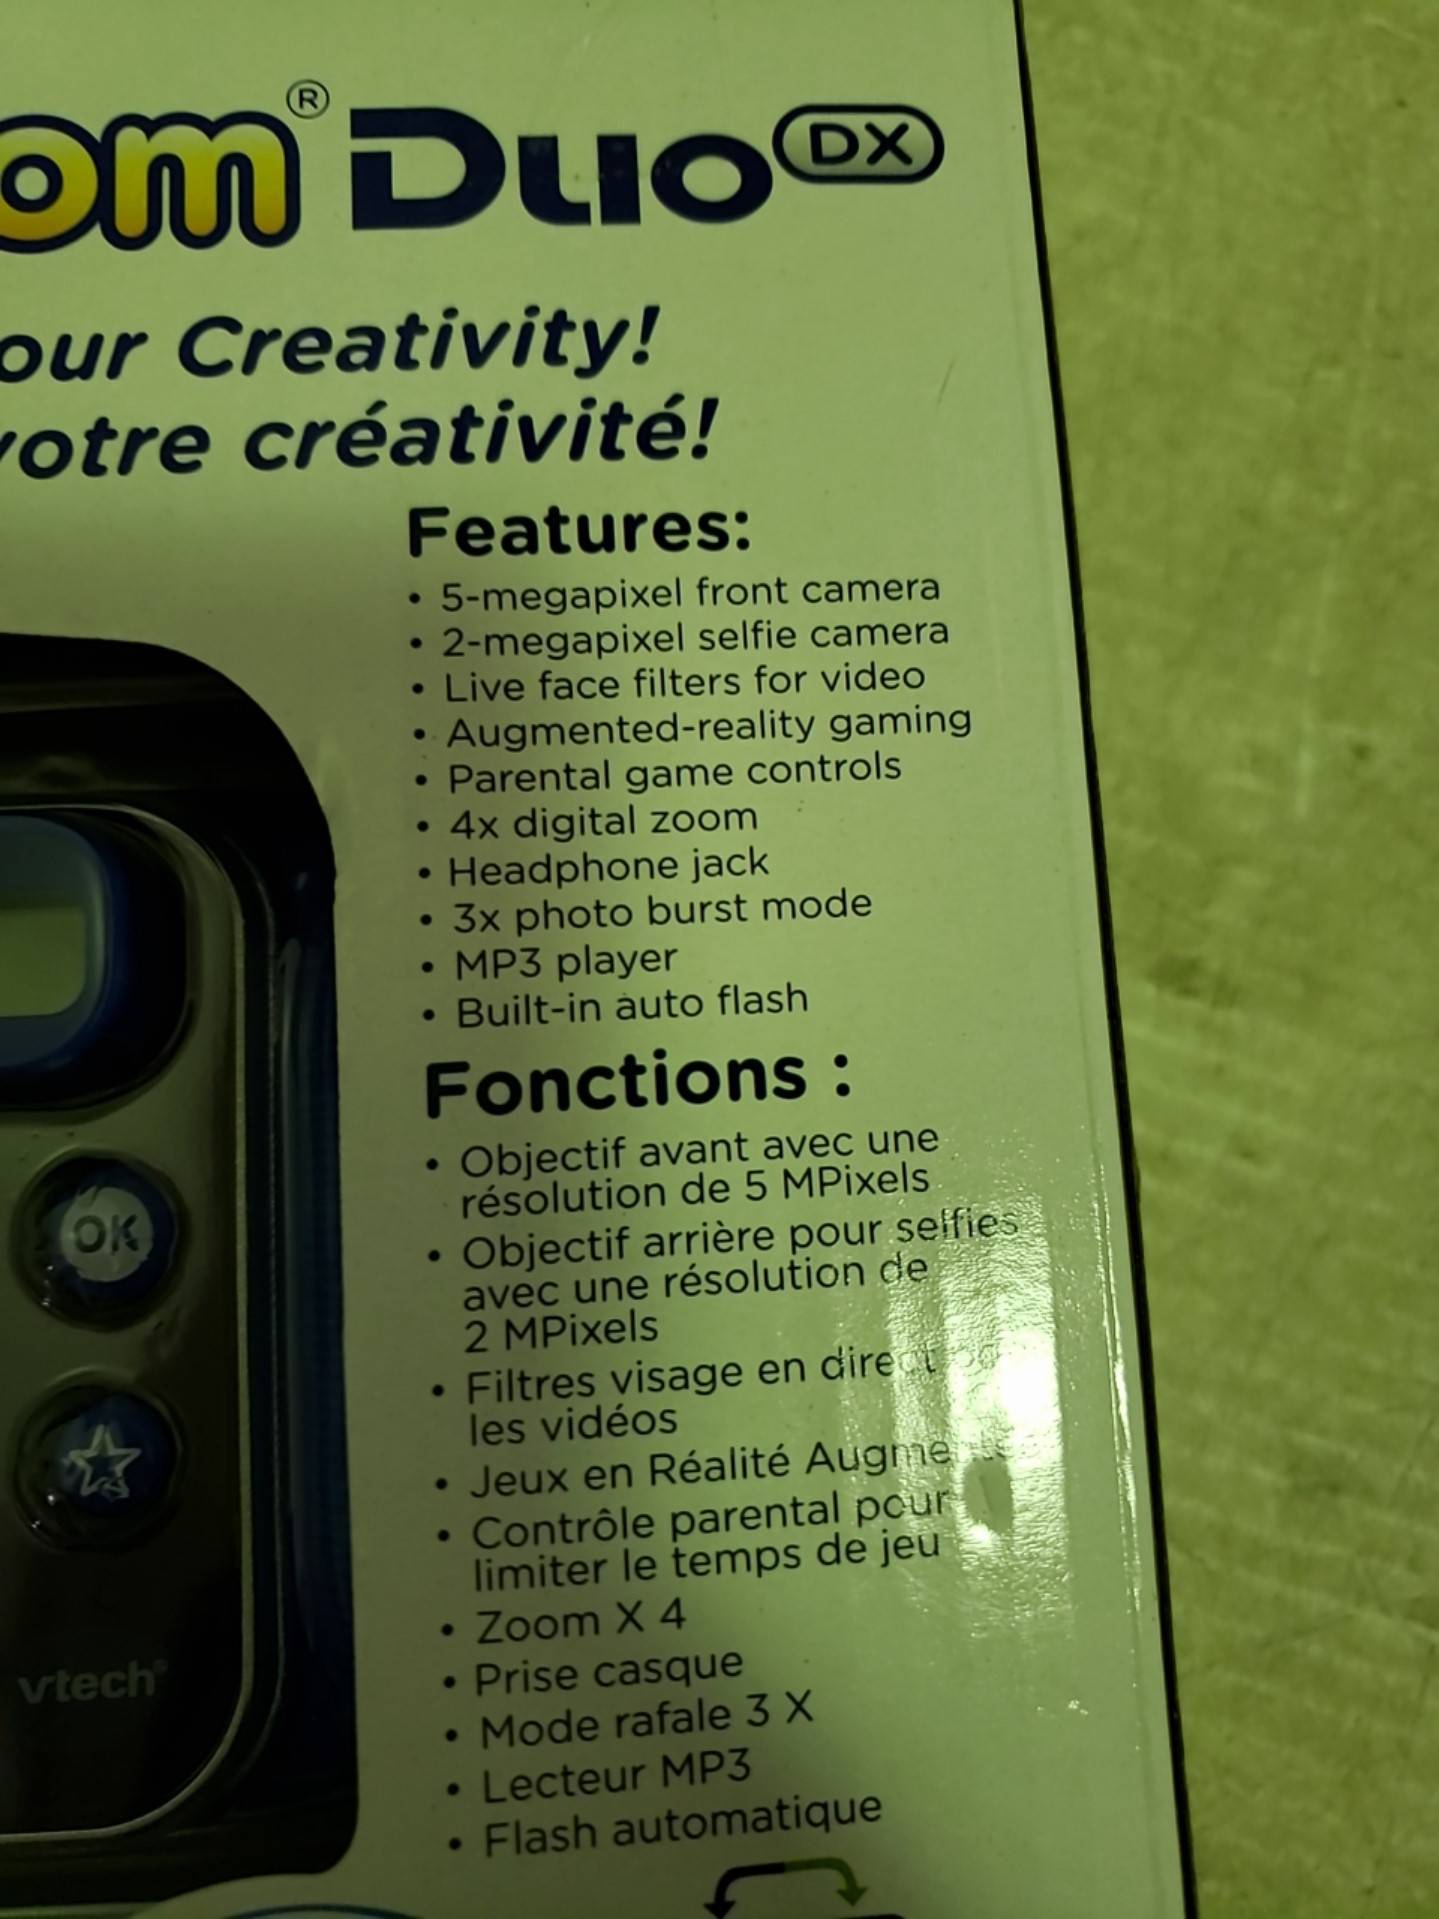 om® Duo DX
our Creativity!
votre créativité!
Features:
• 5-megapixel front camera
• 2-megapixel selfie camera
• Live face filters for video
• Augmented-reality gaming
• Parental game controls
• 4x digital zoom
• Headphone jack
• 3x photo burst mode
• MP3 player
• Built-in auto flash
Fonctions :
• Objectif avant avec une
résolution de 5 MPixels
• Objectif arrière pour selfies
avec une résolution de
2 MPixels
• Filtres visage en direct
les vidéos
• Jeux en Réalité
• Contrôle parental pour
limiter le temps de jeu
• Zoom X 4
• Prise casque
• Mode rafale 3 X
• Lecteur MP3
• Flash automatique
OK
vtech®